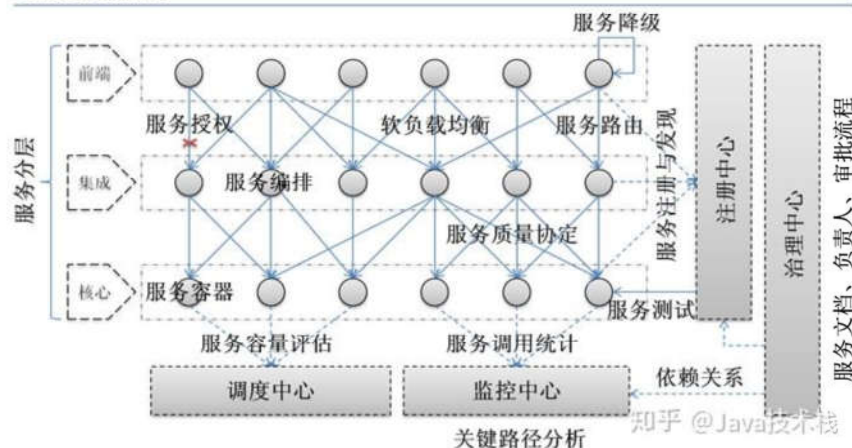 服务降级
前端
服务授权
软负载均衡
服务路由
服务分层
集成
服务编排
服务注册与发现
注册中心
治理中心
服务文档、负责人、审批流程
服务质量协定
核心
服务容器
服务测试
服务容量评估
服务调用统计
调度中心
监控中心
依赖关系
关键路径分析
知乎 @Java技术栈